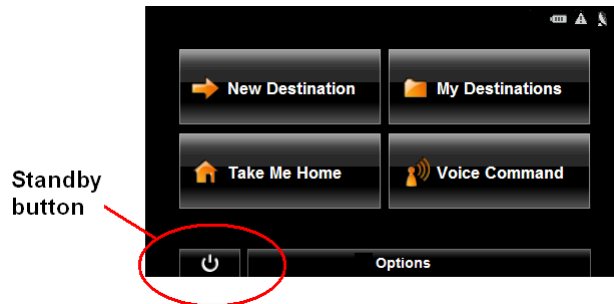 New Destination
My Destinations
Take Me Home
Voice Command
Standby
button
Options